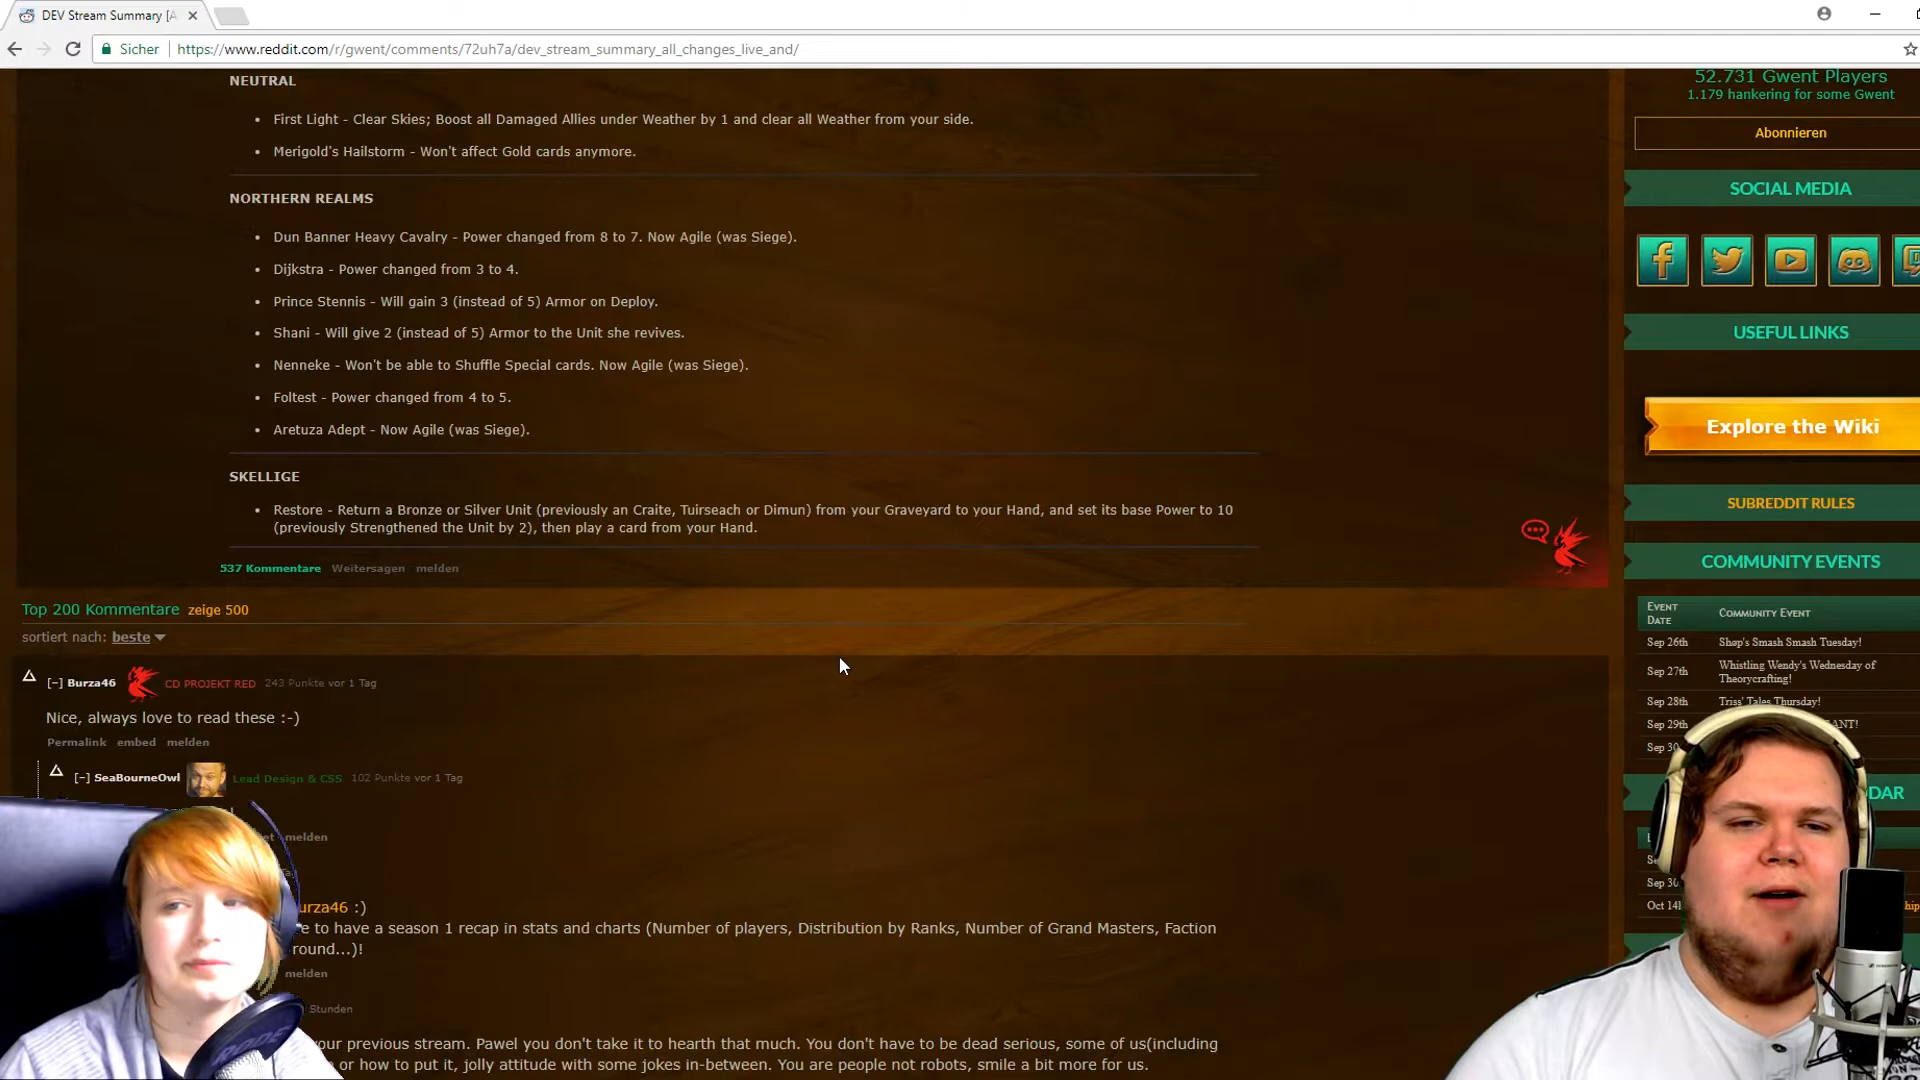 DEV Stream Summary [A
Sicher https://www.reddit.com/r/gwent/comments/72uh7a/dev_stream_summary_all_changes_live_and/
NEUTRAL
• First Light - Clear Skies; Boost all Damaged Allies under Weather by 1 and clear all Weather from your side.
• Merigold's Hailstorm - Won't affect Gold cards anymore.
NORTHERN REALMS
• Dun Banner Heavy Cavalry - Power changed from 8 to 7. Now Agile (was Siege).
• Dijkstra - Power changed from 3 to 4.
• Prince Stennis - Will gain 3 (instead of 5) Armor on Deploy.
• Shani - Will give 2 (instead of 5) Armor to the Unit she revives.
• Nenneke - Won't be able to Shuffle Special cards. Now Agile (was Siege).
• Foltest - Power changed from 4 to 5.
• Aretuza Adept - Now Agile (was Siege).
SKELLIGE
• Restore - Return a Bronze or Silver Unit (previously an Craite, Tuirseach or Dimun) from your Graveyard to your Hand, and set its base Power to 10
(previously Strengthened the Unit by 2), then play a card from your Hand.
537 Kommentare Weitersagen melden
Top 200 Kommentare zeige 500
sortiert nach: beste
[–] Burza46 CD PROJEKT RED 243 Punkte vor 1 Tag
Nice, always love to read these :-)
Permalink embed melden
[–] SeaBourneOwl Lead Design & CSS 102 Punkte vor 1 Tag
melden
urza46 :)
e to have a season 1 recap in stats and charts (Number of players, Distribution by Ranks, Number of Grand Masters, Faction
round...)!
melden
Stunden
your previous stream. Pawel you don't take it to hearth that much. You don't have to be dead serious, some of us(including
or how to put it, jolly attitude with some jokes in-between. You are people not robots, smile a bit more for us.
52.731 Gwent Players
1.179 hankering for some Gwent
Abonnieren
SOCIAL MEDIA
USEFUL LINKS
Explore the Wiki
SUBREDDIT RULES
COMMUNITY EVENTS
EVENT DATE COMMUNITY EVENT
Sep 26th Shøp's Smash Smash Tuesday!
Sep 27th Whistling Wendy's Wednesday of
Theorycrafting!
Sep 28th Triss' Tales Thursday!
Sep 29th ANT!
Sep 30
DAR
Sep 30
Oct 14t